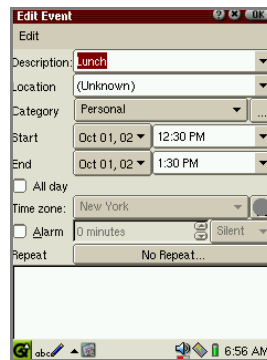 Edit Event ? X OK
Edit
Description: Lunch
Location (Unknown)
Category Personal ...
Start Oct 01, 02 12:30 PM
End Oct 01, 02 1:30 PM
All day
Time zone: New York
Alarm 0 minutes Silent
Repeat No Repeat...
abc 6:56 AM